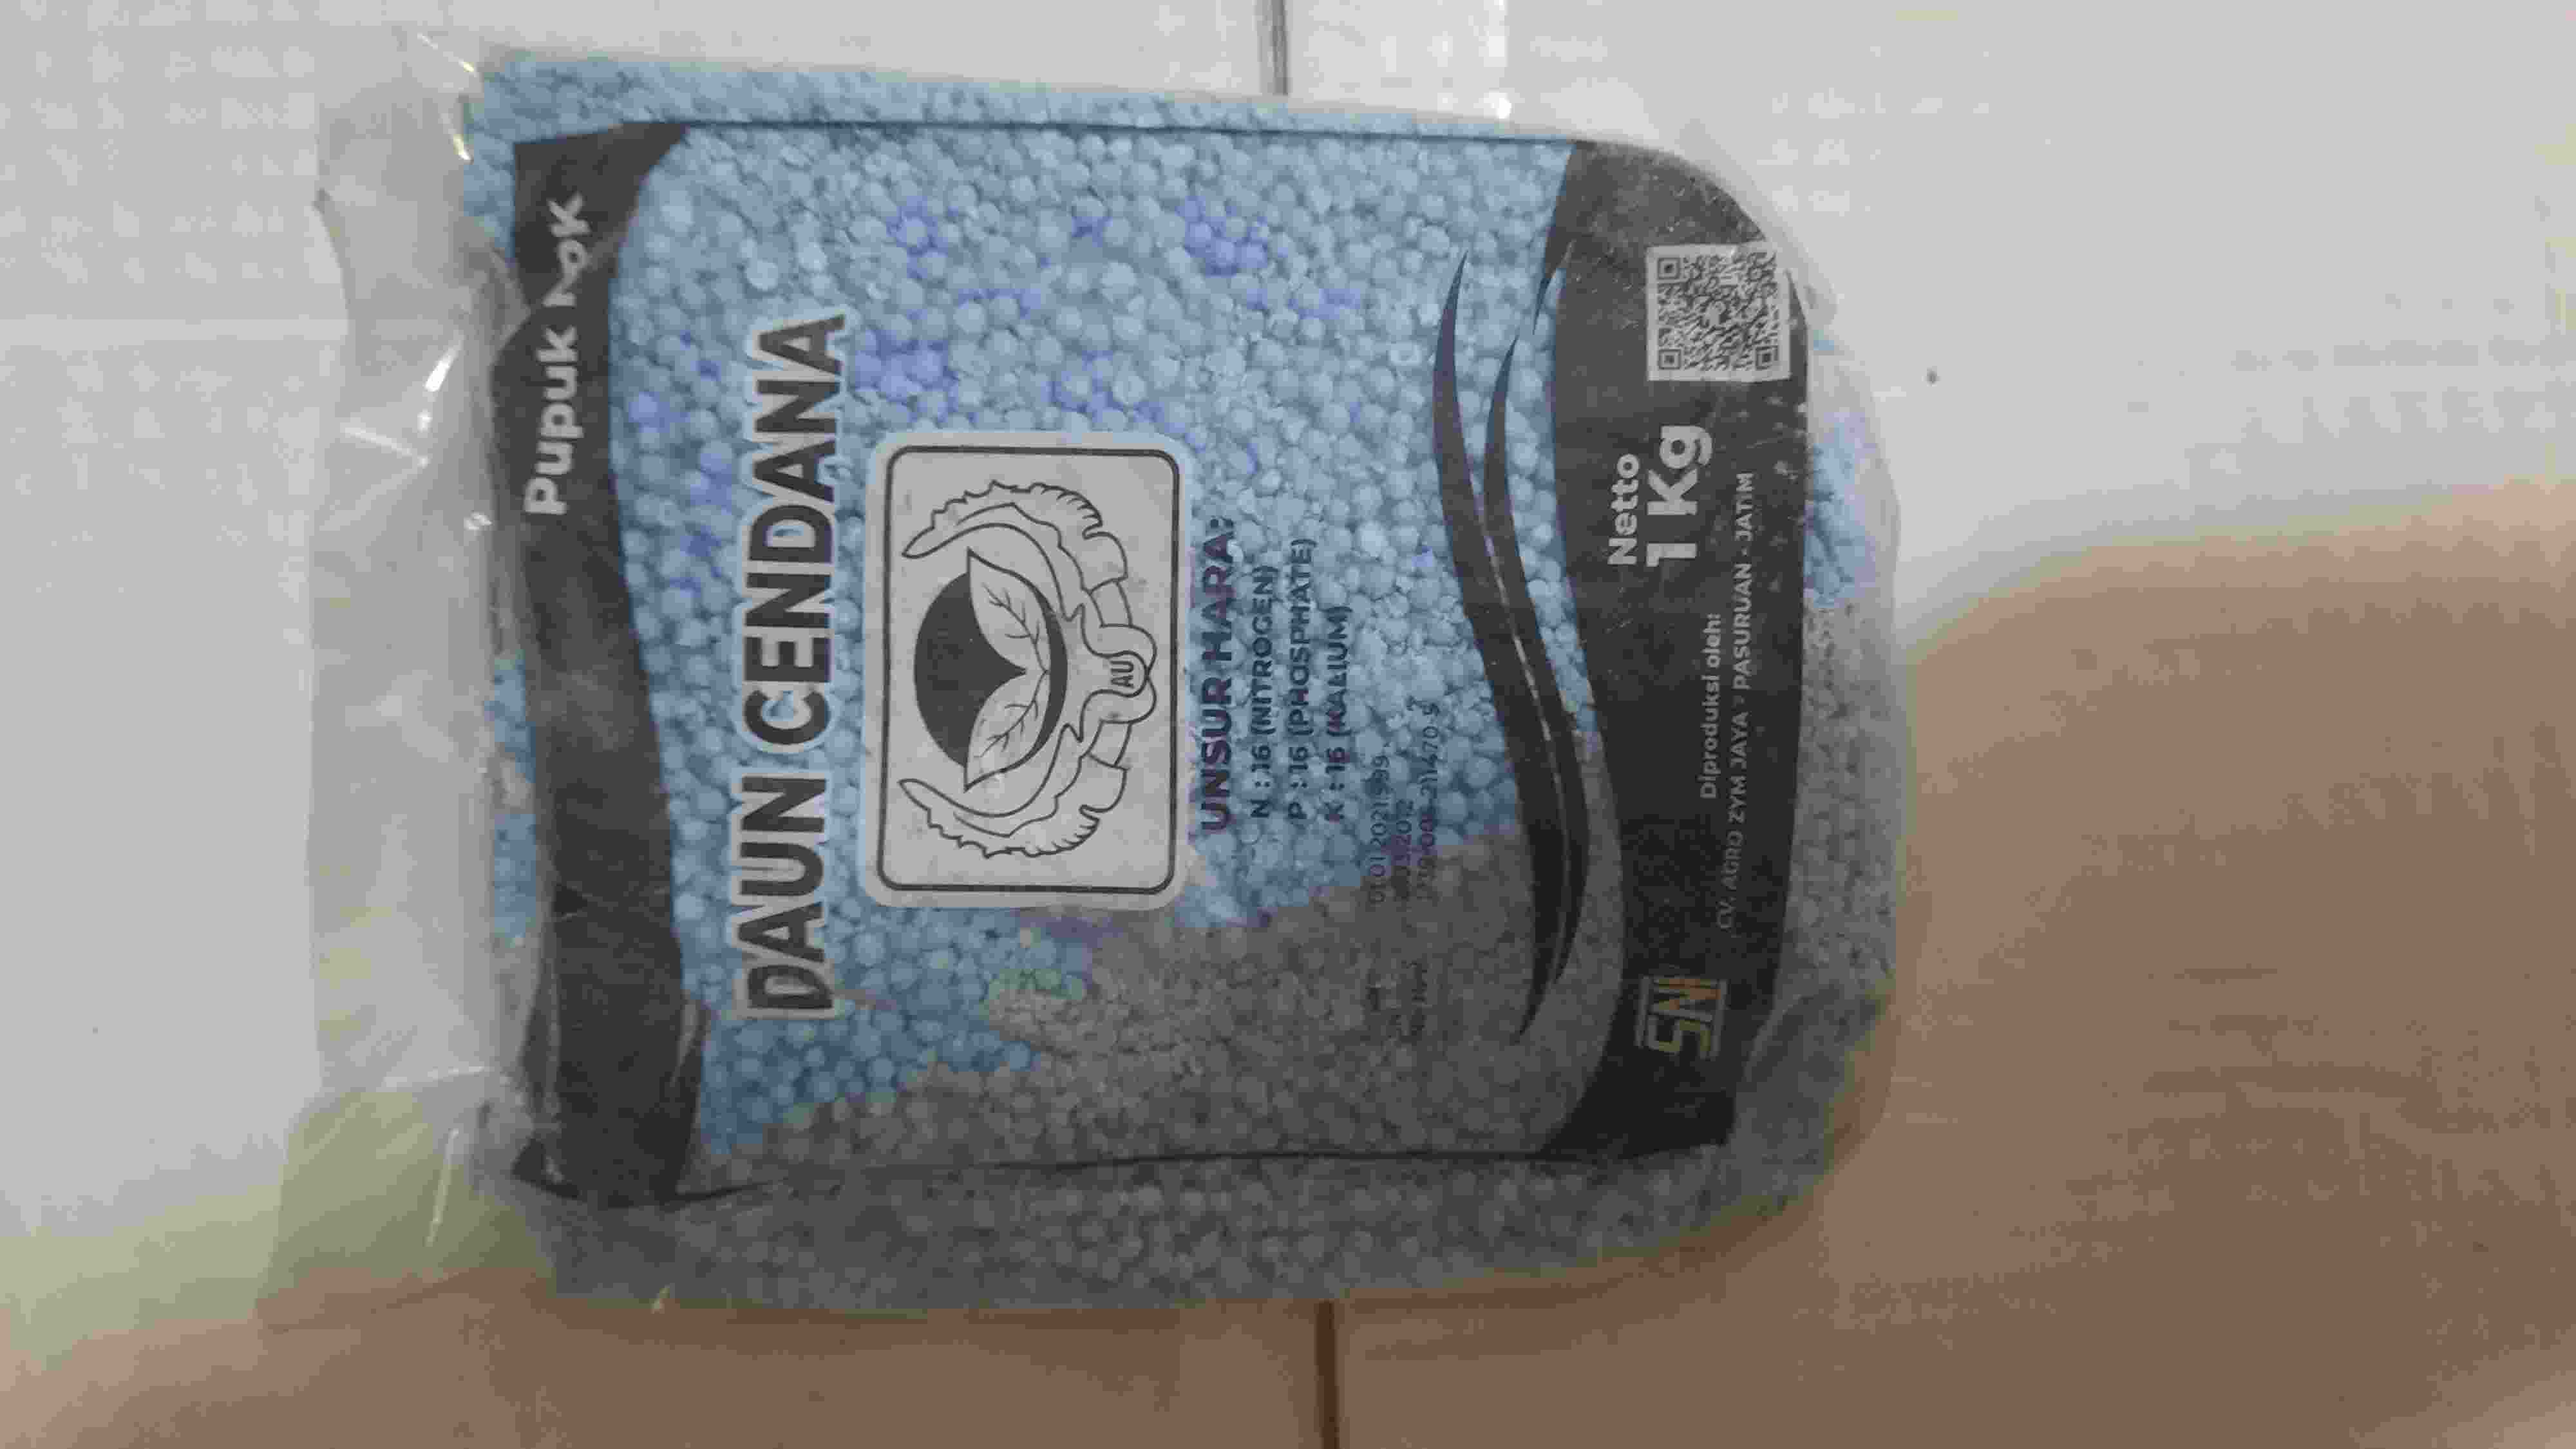 Pupuk
DAUN CENDANA
AU
UNSUR HARA:
N : 16 (NITROGEN)
P : 16 (PHOSPHATE)
K : 16 (KALIUM)
SNI
Netto
1 Kg
Diproduksi oleh:
CV. AGRO ZYM JAYA - PASURUAN - JATIM